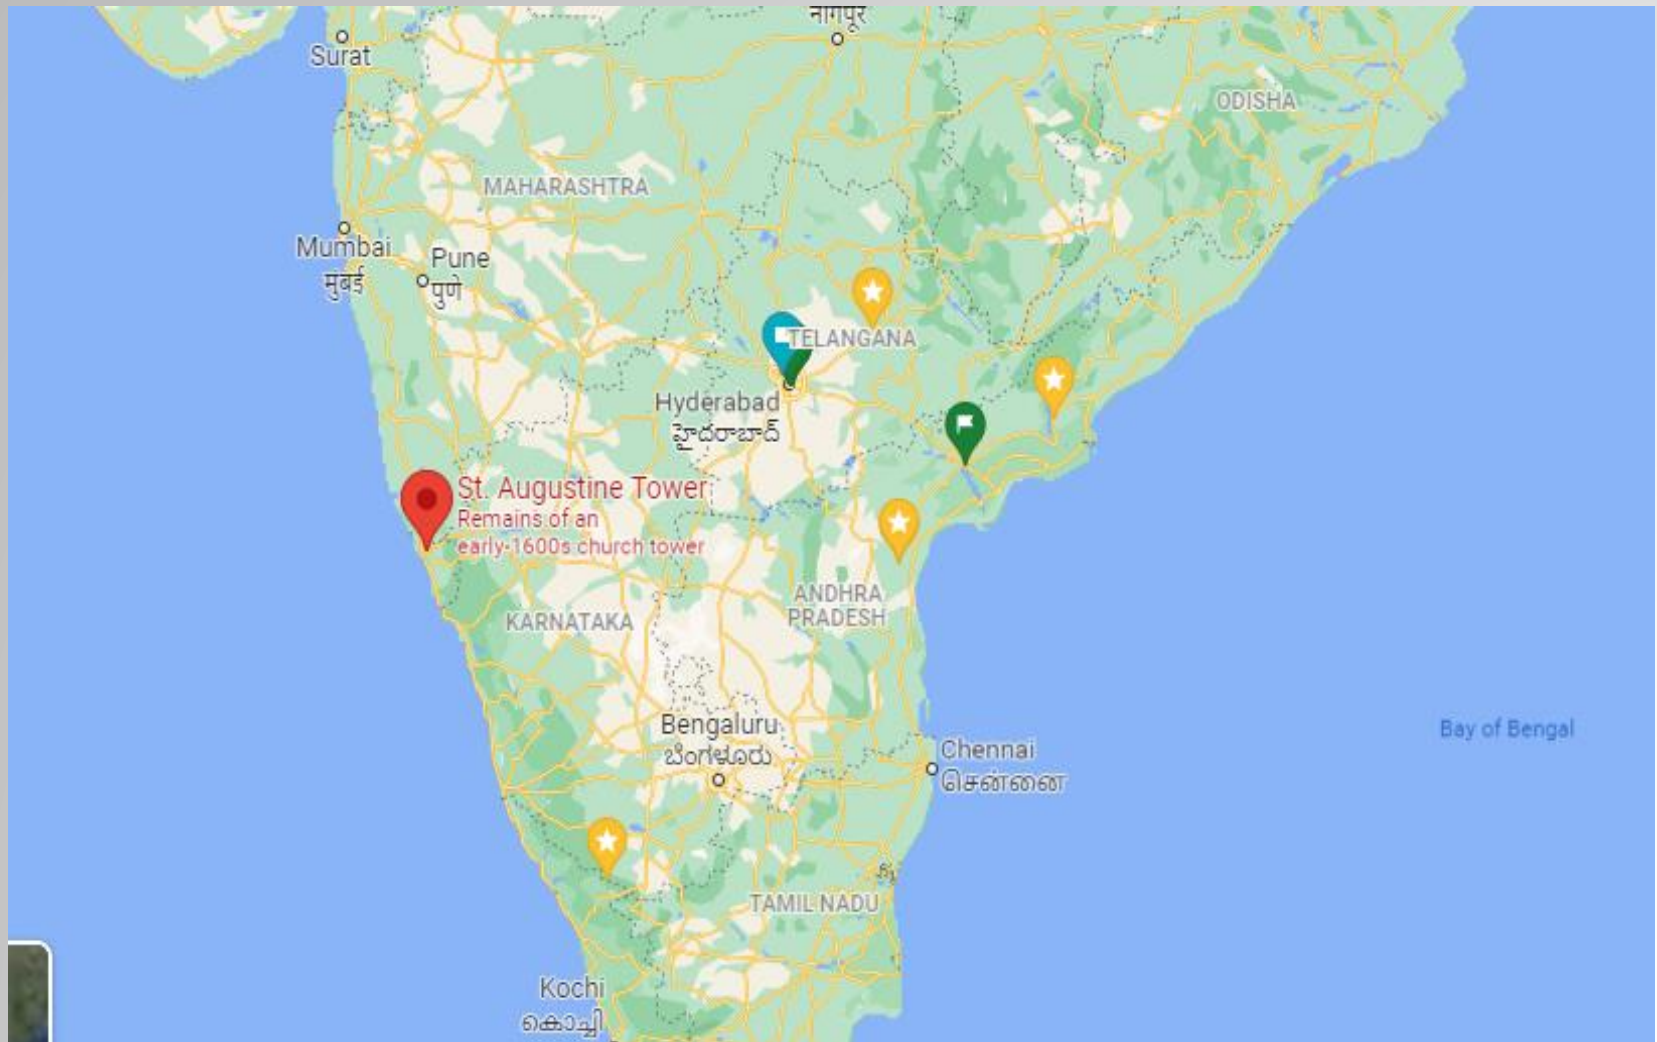 नागपूर
Surat
ODISHA
MAHARASHTRA
Mumbai
मुंबई
Pune
पुणे
TELANGANA
Hyderabad
హైదరాబాద్
St. Augustine Tower
Remains of an
early-1600s church tower
ANDHRA
PRADESH
KARNATAKA
Bengaluru
ಬೆಂಗಳೂರು
Bay of Bengal
Chennai
சென்னை
TAMIL NADU
Kochi
കൊച്ചി